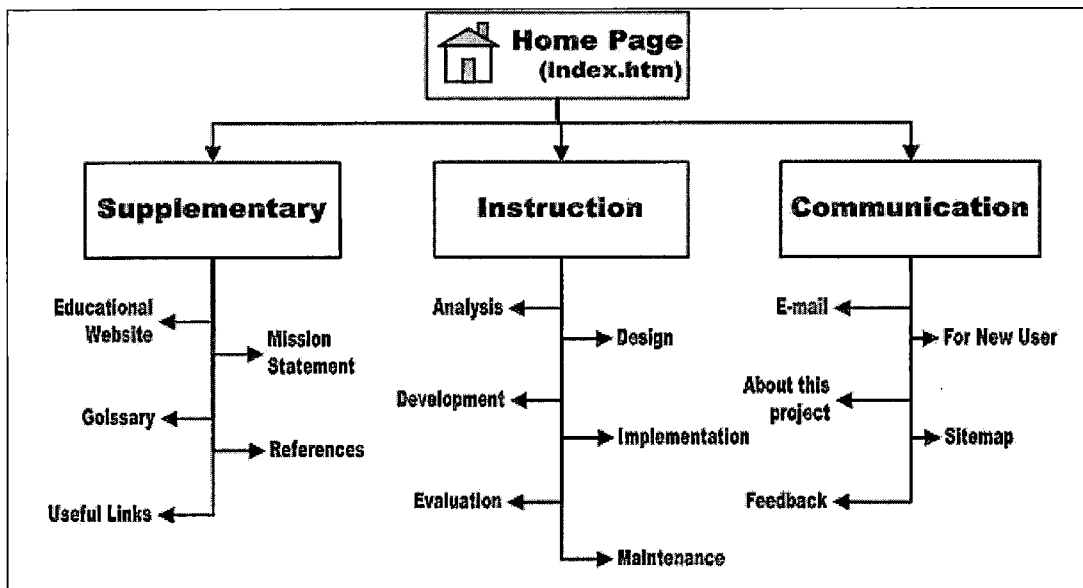 Home Page
(Index.htm)
Supplementary
Instruction
Communication
Educational
Website
Mission
Statement
Goissary
References
Useful Links
Analysis
Design
Development
Implementation
Evaluation
Maintenance
E-mail
For New User
About this
project
Sitemap
Feedback